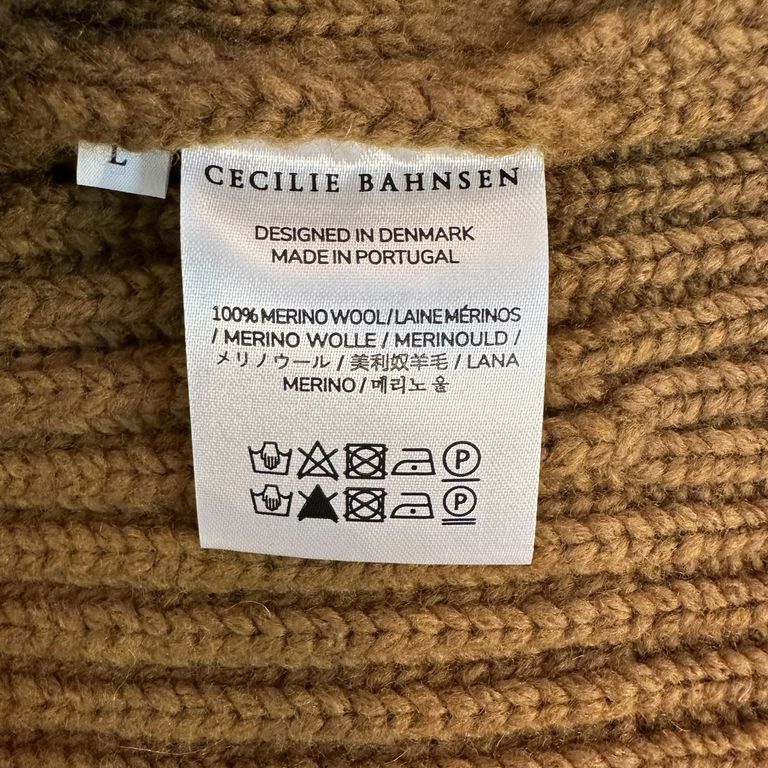 L
CECILIE BAHNSEN
DESIGNED IN DENMARK
MADE IN PORTUGAL
100% MERINO WOOL/LAINE MÉRINOS
/ MERINO WOLLE / MERINOULD /
メリノウール / 美利奴羊毛 / LANA
MERINO / 메리노 울
P
P